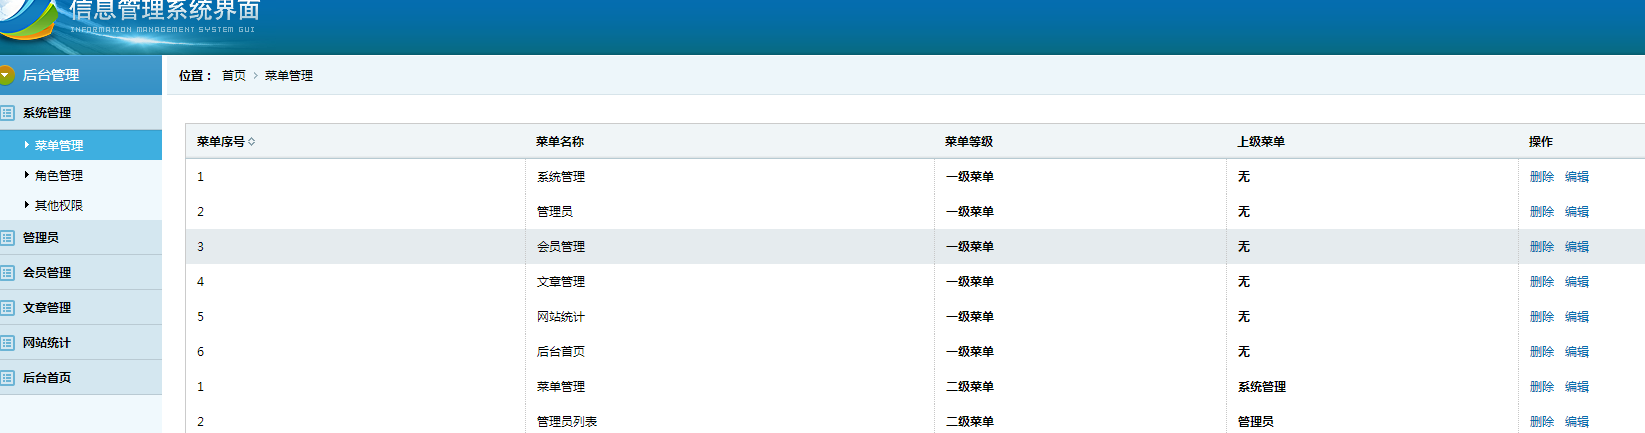 信息管理系统界面
INFORMATION MANAGEMENT SYSTEM GUI
后台管理
系统管理
菜单管理
角色管理
其他权限
管理员
会员管理
文章管理
网站统计
后台首页
位置： 首页 > 菜单管理
菜单序号 菜单名称 菜单等级 上级菜单 操作
1 系统管理 一级菜单 无 删除 编辑
2 管理员 一级菜单 无 删除 编辑
3 会员管理 一级菜单 无 删除 编辑
4 文章管理 一级菜单 无 删除 编辑
5 网站统计 一级菜单 无 删除 编辑
6 后台首页 一级菜单 无 删除 编辑
1 菜单管理 二级菜单 系统管理 删除 编辑
2 管理员列表 二级菜单 管理员 删除 编辑